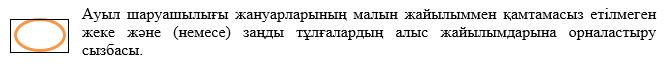 Ауыл шаруашылығы жануарларының малын жайылыммен қамтамасыз етілмеген
жеке және (немесе) заңды тұлғалардың алыс жайылымдарына орналастыру
сызбасы.